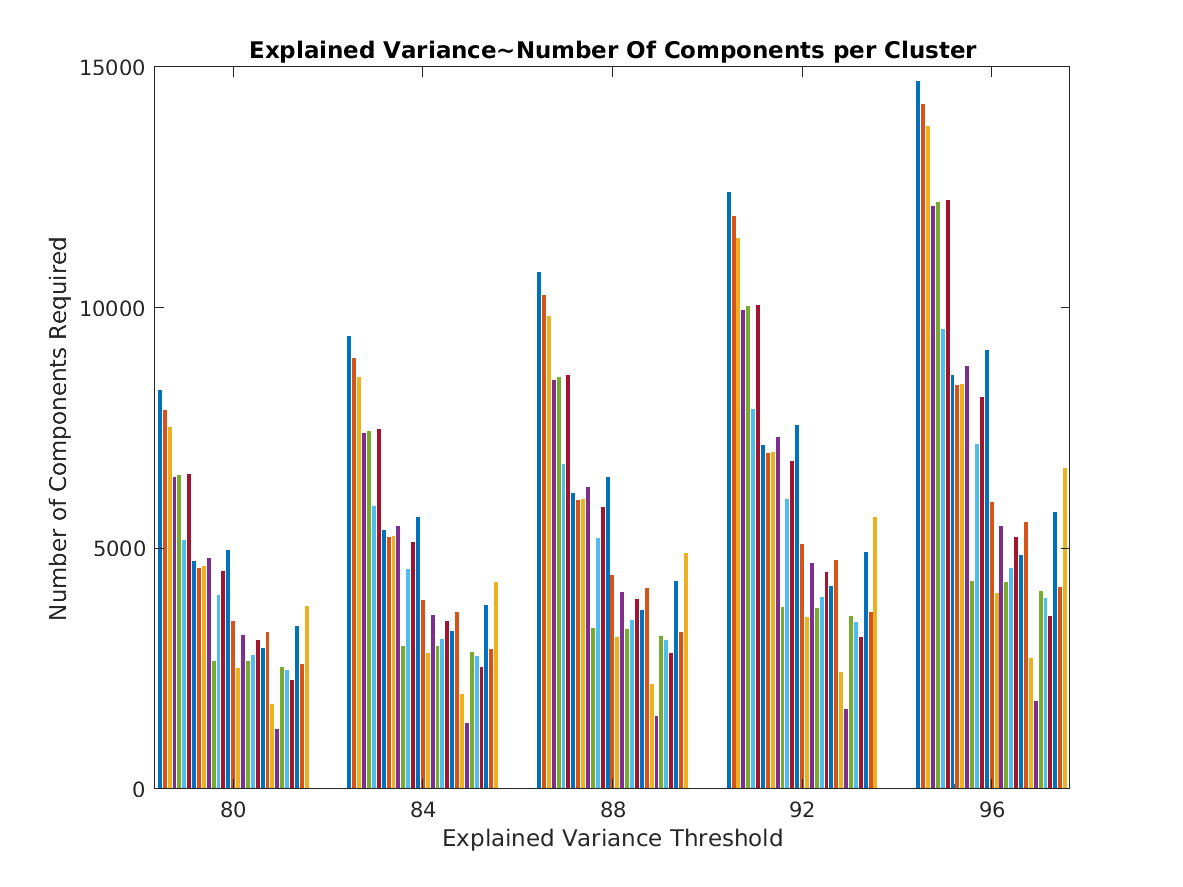 Explained Variance~Number Of Components per Cluster
15000
10000
5000
0
Number of Components Required
80 84 88 92 96
Explained Variance Threshold